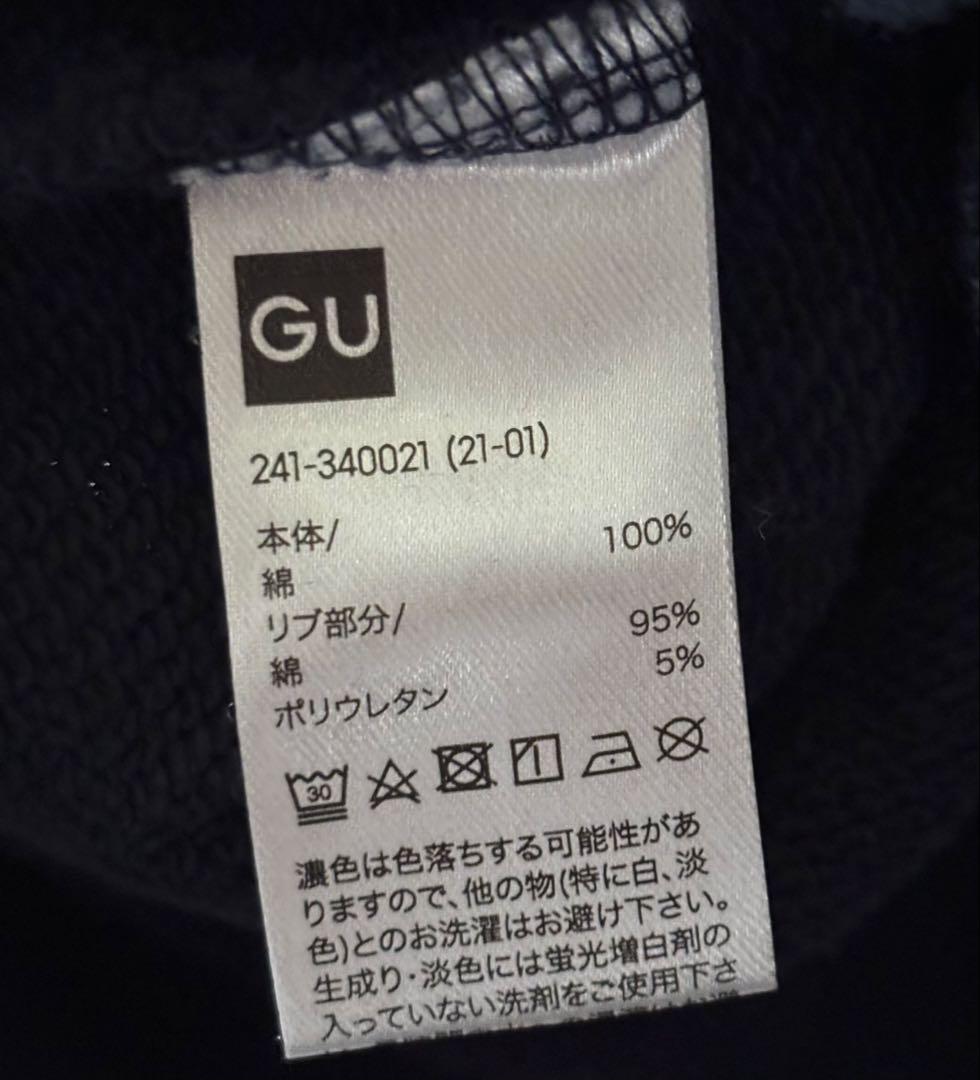 GU
241-340021 (21-01)
本体/
綿 100%
リブ部分/
綿 95%
ポリウレタン 5%
30
濃色は色落ちする可能性があ
りますので、他の物(特に白、淡
色)とのお洗濯はお避け下さい。
生成り・淡色には蛍光増白剤の
入っていない洗剤をご使用下さ